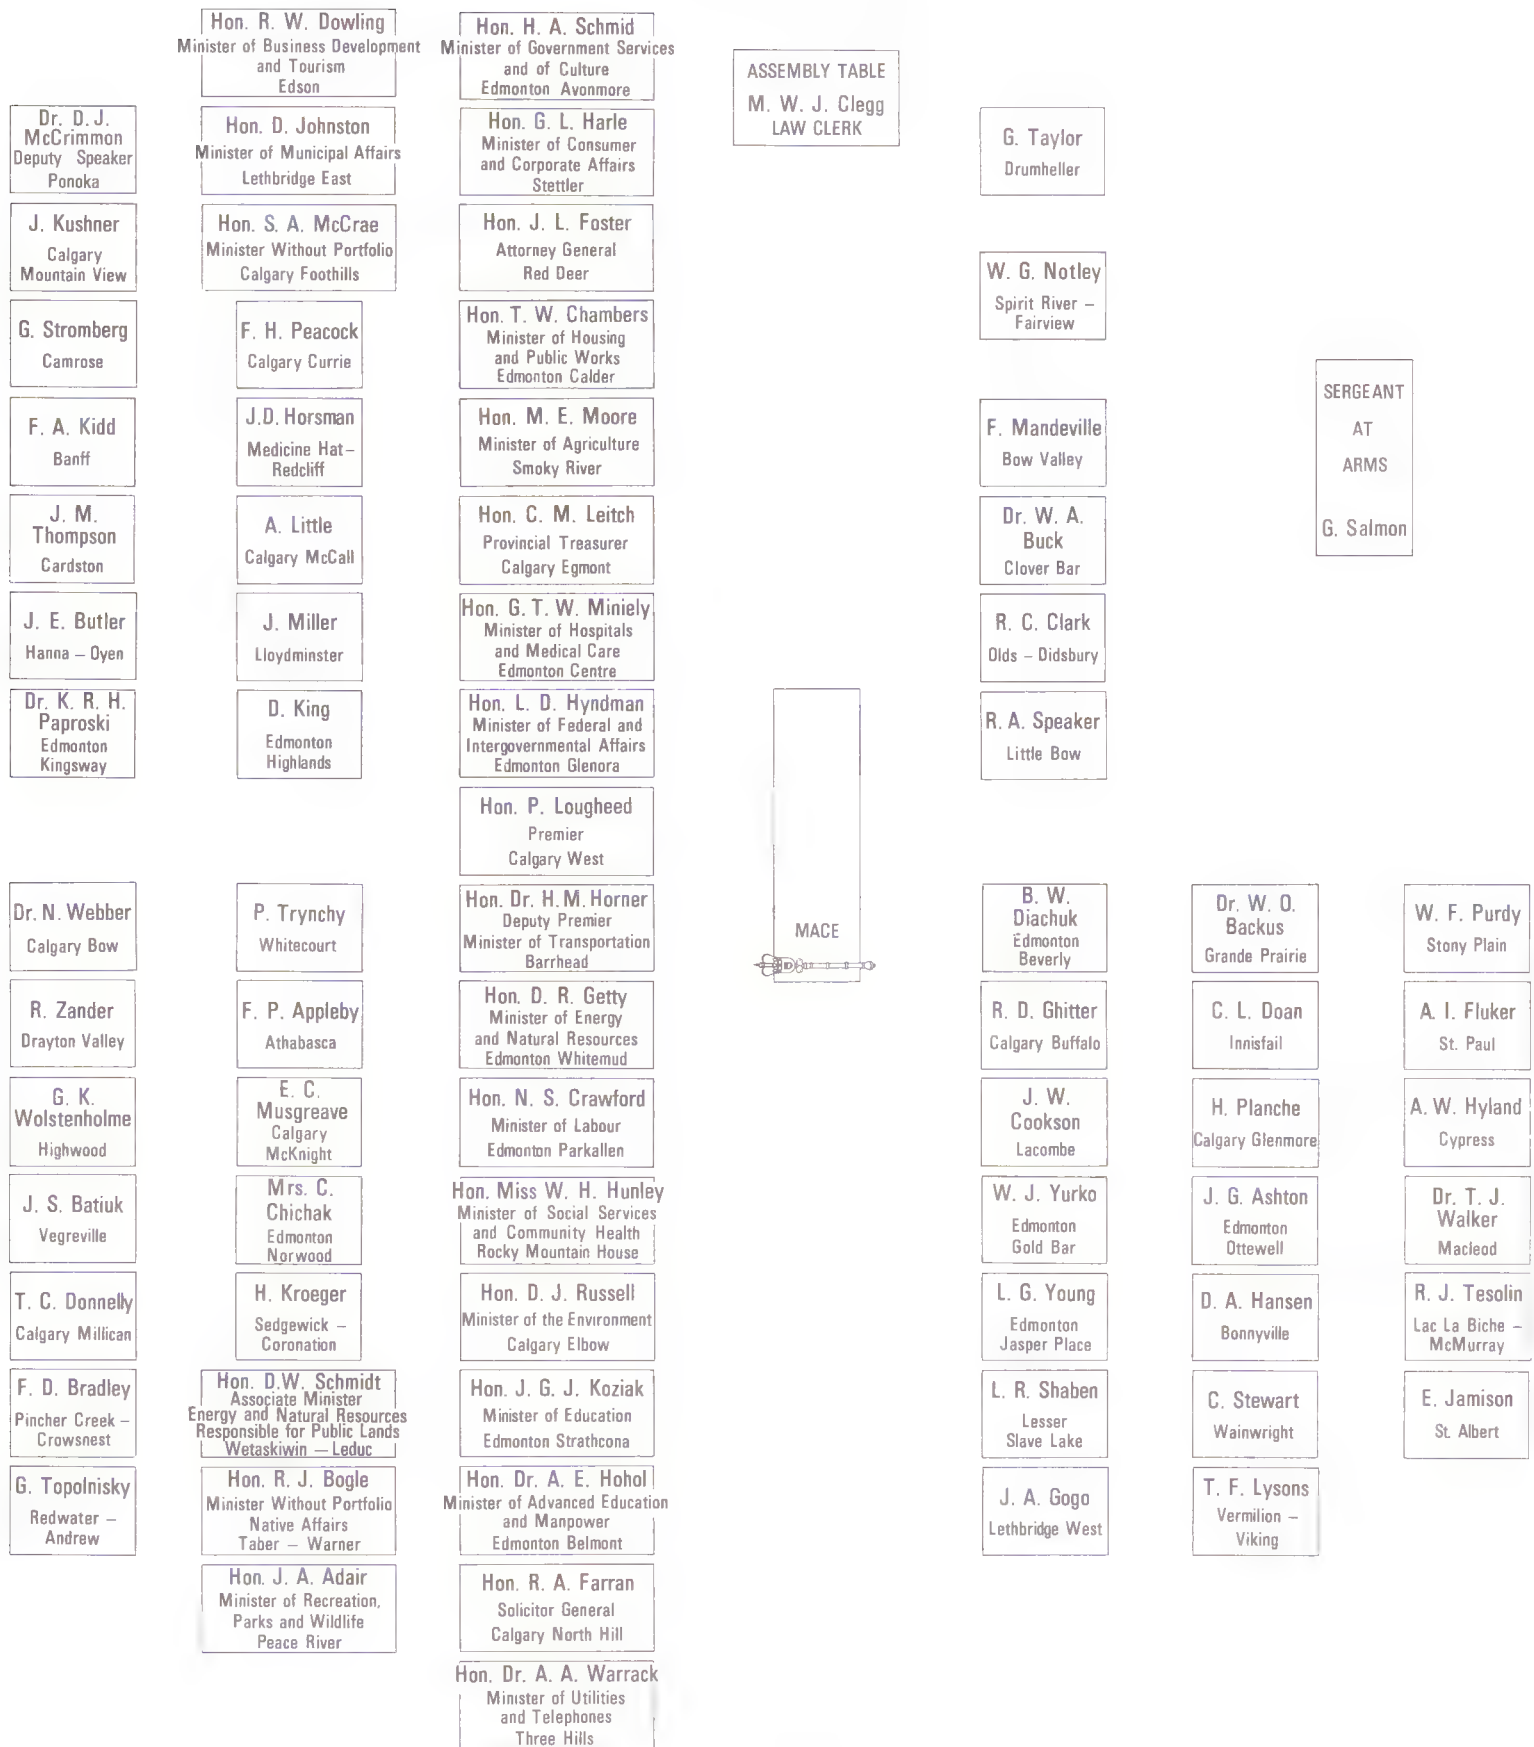 Hon. R. W. Dowling
Minister of Business Development
and Tourism
Edson
Hon. H. A. Schmid
Minister of Government Services
and of Culture
Edmonton Avonmore
ASSEMBLY TABLE
M. W. J. Clegg
LAW CLERK
Dr. D. J.
McCrimmon
Deputy Speaker
Ponoka
Hon. D. Johnston
Minister of Municipal Affairs
Lethbridge East
Hon. G. L. Harle
Minister of Consumer
and Corporate Affairs
Stettler
G. Taylor
Drumheller
J. Kushner
Calgary
Mountain View
Hon. S. A. McCrae
Minister Without Portfolio
Calgary Foothills
Hon. J. L. Foster
Attorney General
Red Deer
W. G. Notley
Spirit River –
Fairview
G. Stromberg
Camrose
F. H. Peacock
Calgary Currie
Hon. T. W. Chambers
Minister of Housing
and Public Works
Edmonton Calder
SERGEANT
AT
ARMS
G. Salmon
F. A. Kidd
Banff
J.D. Horsman
Medicine Hat–
Redcliff
Hon. M. E. Moore
Minister of Agriculture
Smoky River
F. Mandeville
Bow Valley
J. M.
Thompson
Cardston
A. Little
Calgary McCall
Hon. C. M. Leitch
Provincial Treasurer
Calgary Egmont
Dr. W. A.
Buck
Clover Bar
J. E. Butler
Hanna – Oyen
J. Miller
Lloydminster
Hon. G. T. W. Miniely
Minister of Hospitals
and Medical Care
Edmonton Centre
R. C. Clark
Olds – Didsbury
Dr. K. R. H.
Paproski
Edmonton
Kingsway
D. King
Edmonton
Highlands
Hon. L. D. Hyndman
Minister of Federal and
Intergovernmental Affairs
Edmonton Glenora
R. A. Speaker
Little Bow
Hon. P. Lougheed
Premier
Calgary West
MACE
Dr. N. Webber
Calgary Bow
P. Trynchy
Whitecourt
Hon. Dr. H. M. Horner
Deputy Premier
Minister of Transportation
Barrhead
B. W.
Diachuk
Edmonton
Beverly
Dr. W. O.
Backus
Grande Prairie
W. F. Purdy
Stony Plain
R. Zander
Drayton Valley
F. P. Appleby
Athabasca
Hon. D. R. Getty
Minister of Energy
and Natural Resources
Edmonton Whitemud
R. D. Ghitter
Calgary Buffalo
C. L. Doan
Innisfail
A. I. Fluker
St. Paul
G. K.
Wolstenholme
Highwood
E. C.
Musgreave
Calgary
McKnight
Hon. N. S. Crawford
Minister of Labour
Edmonton Parkallen
J. W.
Cookson
Lacombe
H. Planche
Calgary Glenmore
A. W. Hyland
Cypress
J. S. Batiuk
Vegreville
Mrs. C.
Chichak
Edmonton
Norwood
Hon. Miss W. H. Hunley
Minister of Social Services
and Community Health
Rocky Mountain House
W. J. Yurko
Edmonton
Gold Bar
J. G. Ashton
Edmonton
Ottewell
Dr. T. J.
Walker
Macleod
T. C. Donnelly
Calgary Millican
H. Kroeger
Sedgewick –
Coronation
Hon. D. J. Russell
Minister of the Environment
Calgary Elbow
L. G. Young
Edmonton
Jasper Place
D. A. Hansen
Bonnyville
R. J. Tesolin
Lac La Biche –
McMurray
F. D. Bradley
Pincher Creek –
Crowsnest
Hon. D.W. Schmidt
Associate Minister
Energy and Natural Resources
Responsible for Public Lands
Wetaskiwin – Leduc
Hon. J. G. J. Koziak
Minister of Education
Edmonton Strathcona
L. R. Shaben
Lesser
Slave Lake
C. Stewart
Wainwright
E. Jamison
St. Albert
G. Topolnisky
Redwater –
Andrew
Hon. R. J. Bogle
Minister Without Portfolio
Native Affairs
Taber – Warner
Hon. Dr. A. E. Hohol
Minister of Advanced Education
and Manpower
Edmonton Belmont
J. A. Gogo
Lethbridge West
T. F. Lysons
Vermilion –
Viking
Hon. J. A. Adair
Minister of Recreation,
Parks and Wildlife
Peace River
Hon. R. A. Farran
Solicitor General
Calgary North Hill
Hon. Dr. A. A. Warrack
Minister of Utilities
and Telephones
Three Hills